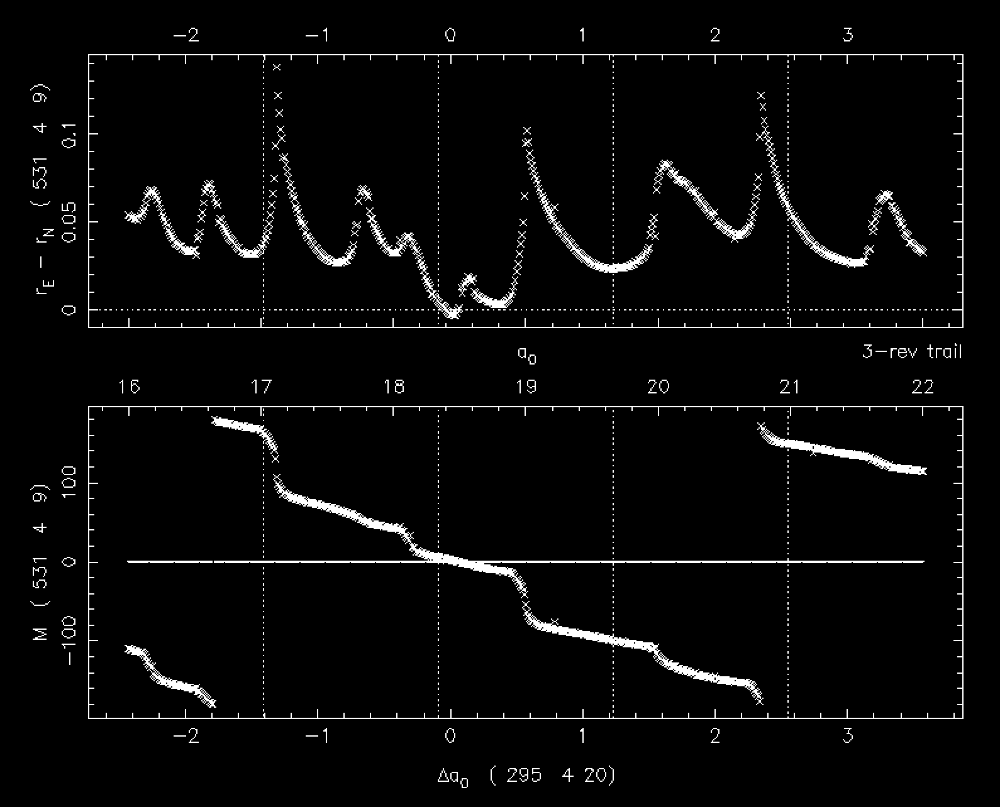 −2 −1 0 1 2 3
r_E − r_N ( 531 4 9)
0.1
0.05
0
a_0
3−rev trail
16 17 18 19 20 21 22
M ( 531 4 9)
100
0
−100
−2 −1 0 1 2 3
Δa_0 ( 295 4 20)